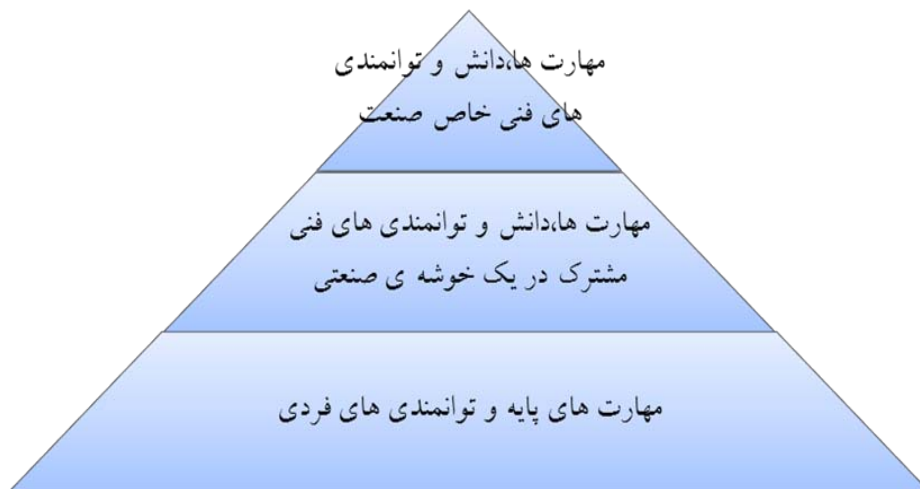 مهارت ها،دانش و توانمندی
های فنی خاص صنعت
مهارت ها،دانش و توانمندی های فنی
مشترک در یک خوشه ی صنعتی
مهارت های پایه و توانمندی های فردی